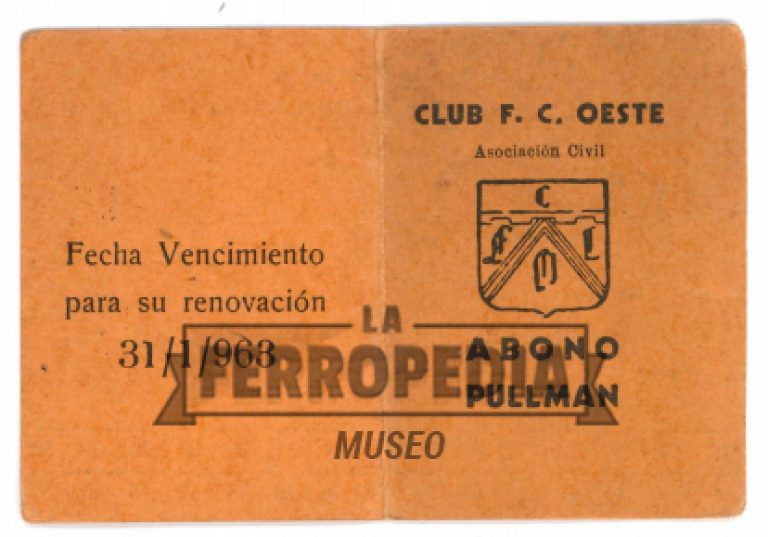 Fecha Vencimiento
para su renovación
31/1/963
CLUB F. C. OESTE
Asociación Civil
C
ABONO
PULLMAN
LA
FERROPEDIA
MUSEO